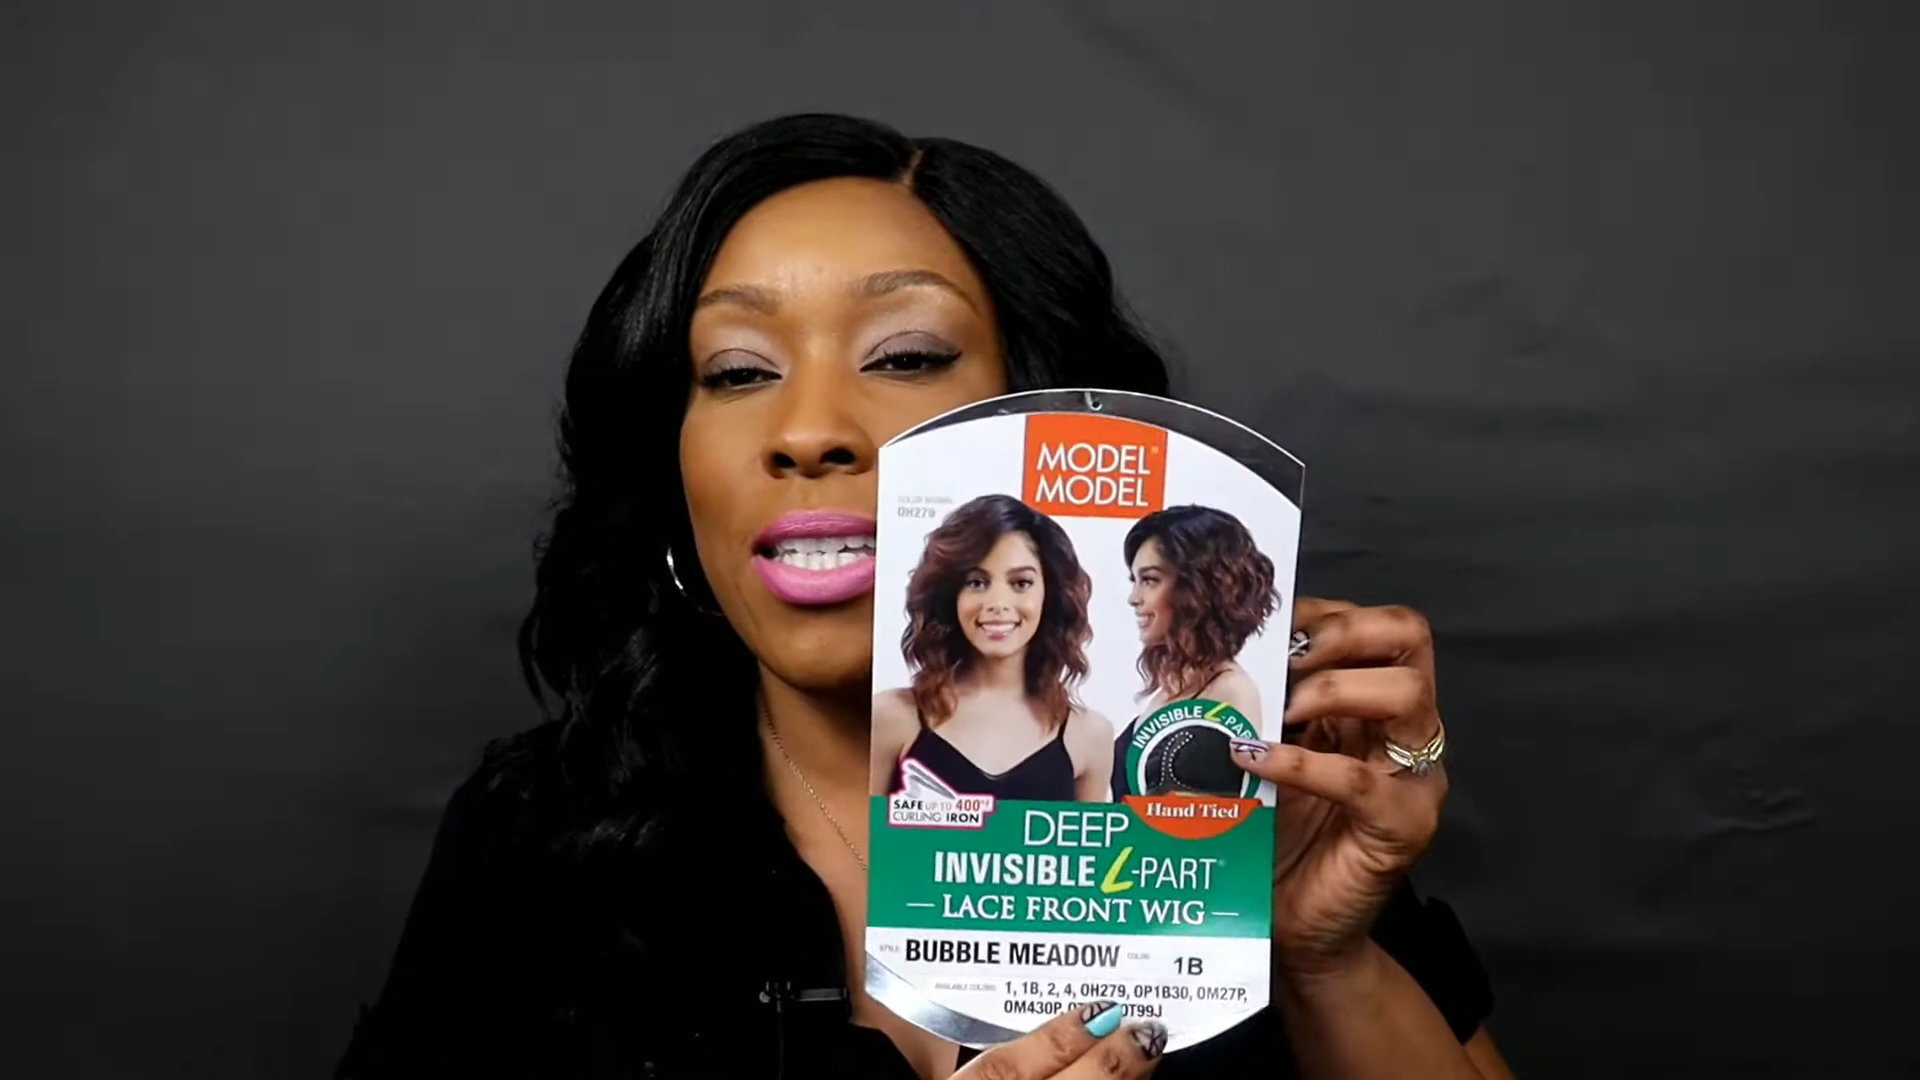 MODEL
MODEL
COLOR SHOWN
OH279
INVISIBLE L-PART
SAFE UP TO 400°F
CURLING IRON
Hand Tied
DEEP
INVISIBLE L-PART
LACE FRONT WIG
STYLE: BUBBLE MEADOW COLOR: 1B
AVAILABLE COLORS: 1, 1B, 2, 4, OH279, OP1B30, OM27P,
OM430P, OT99J